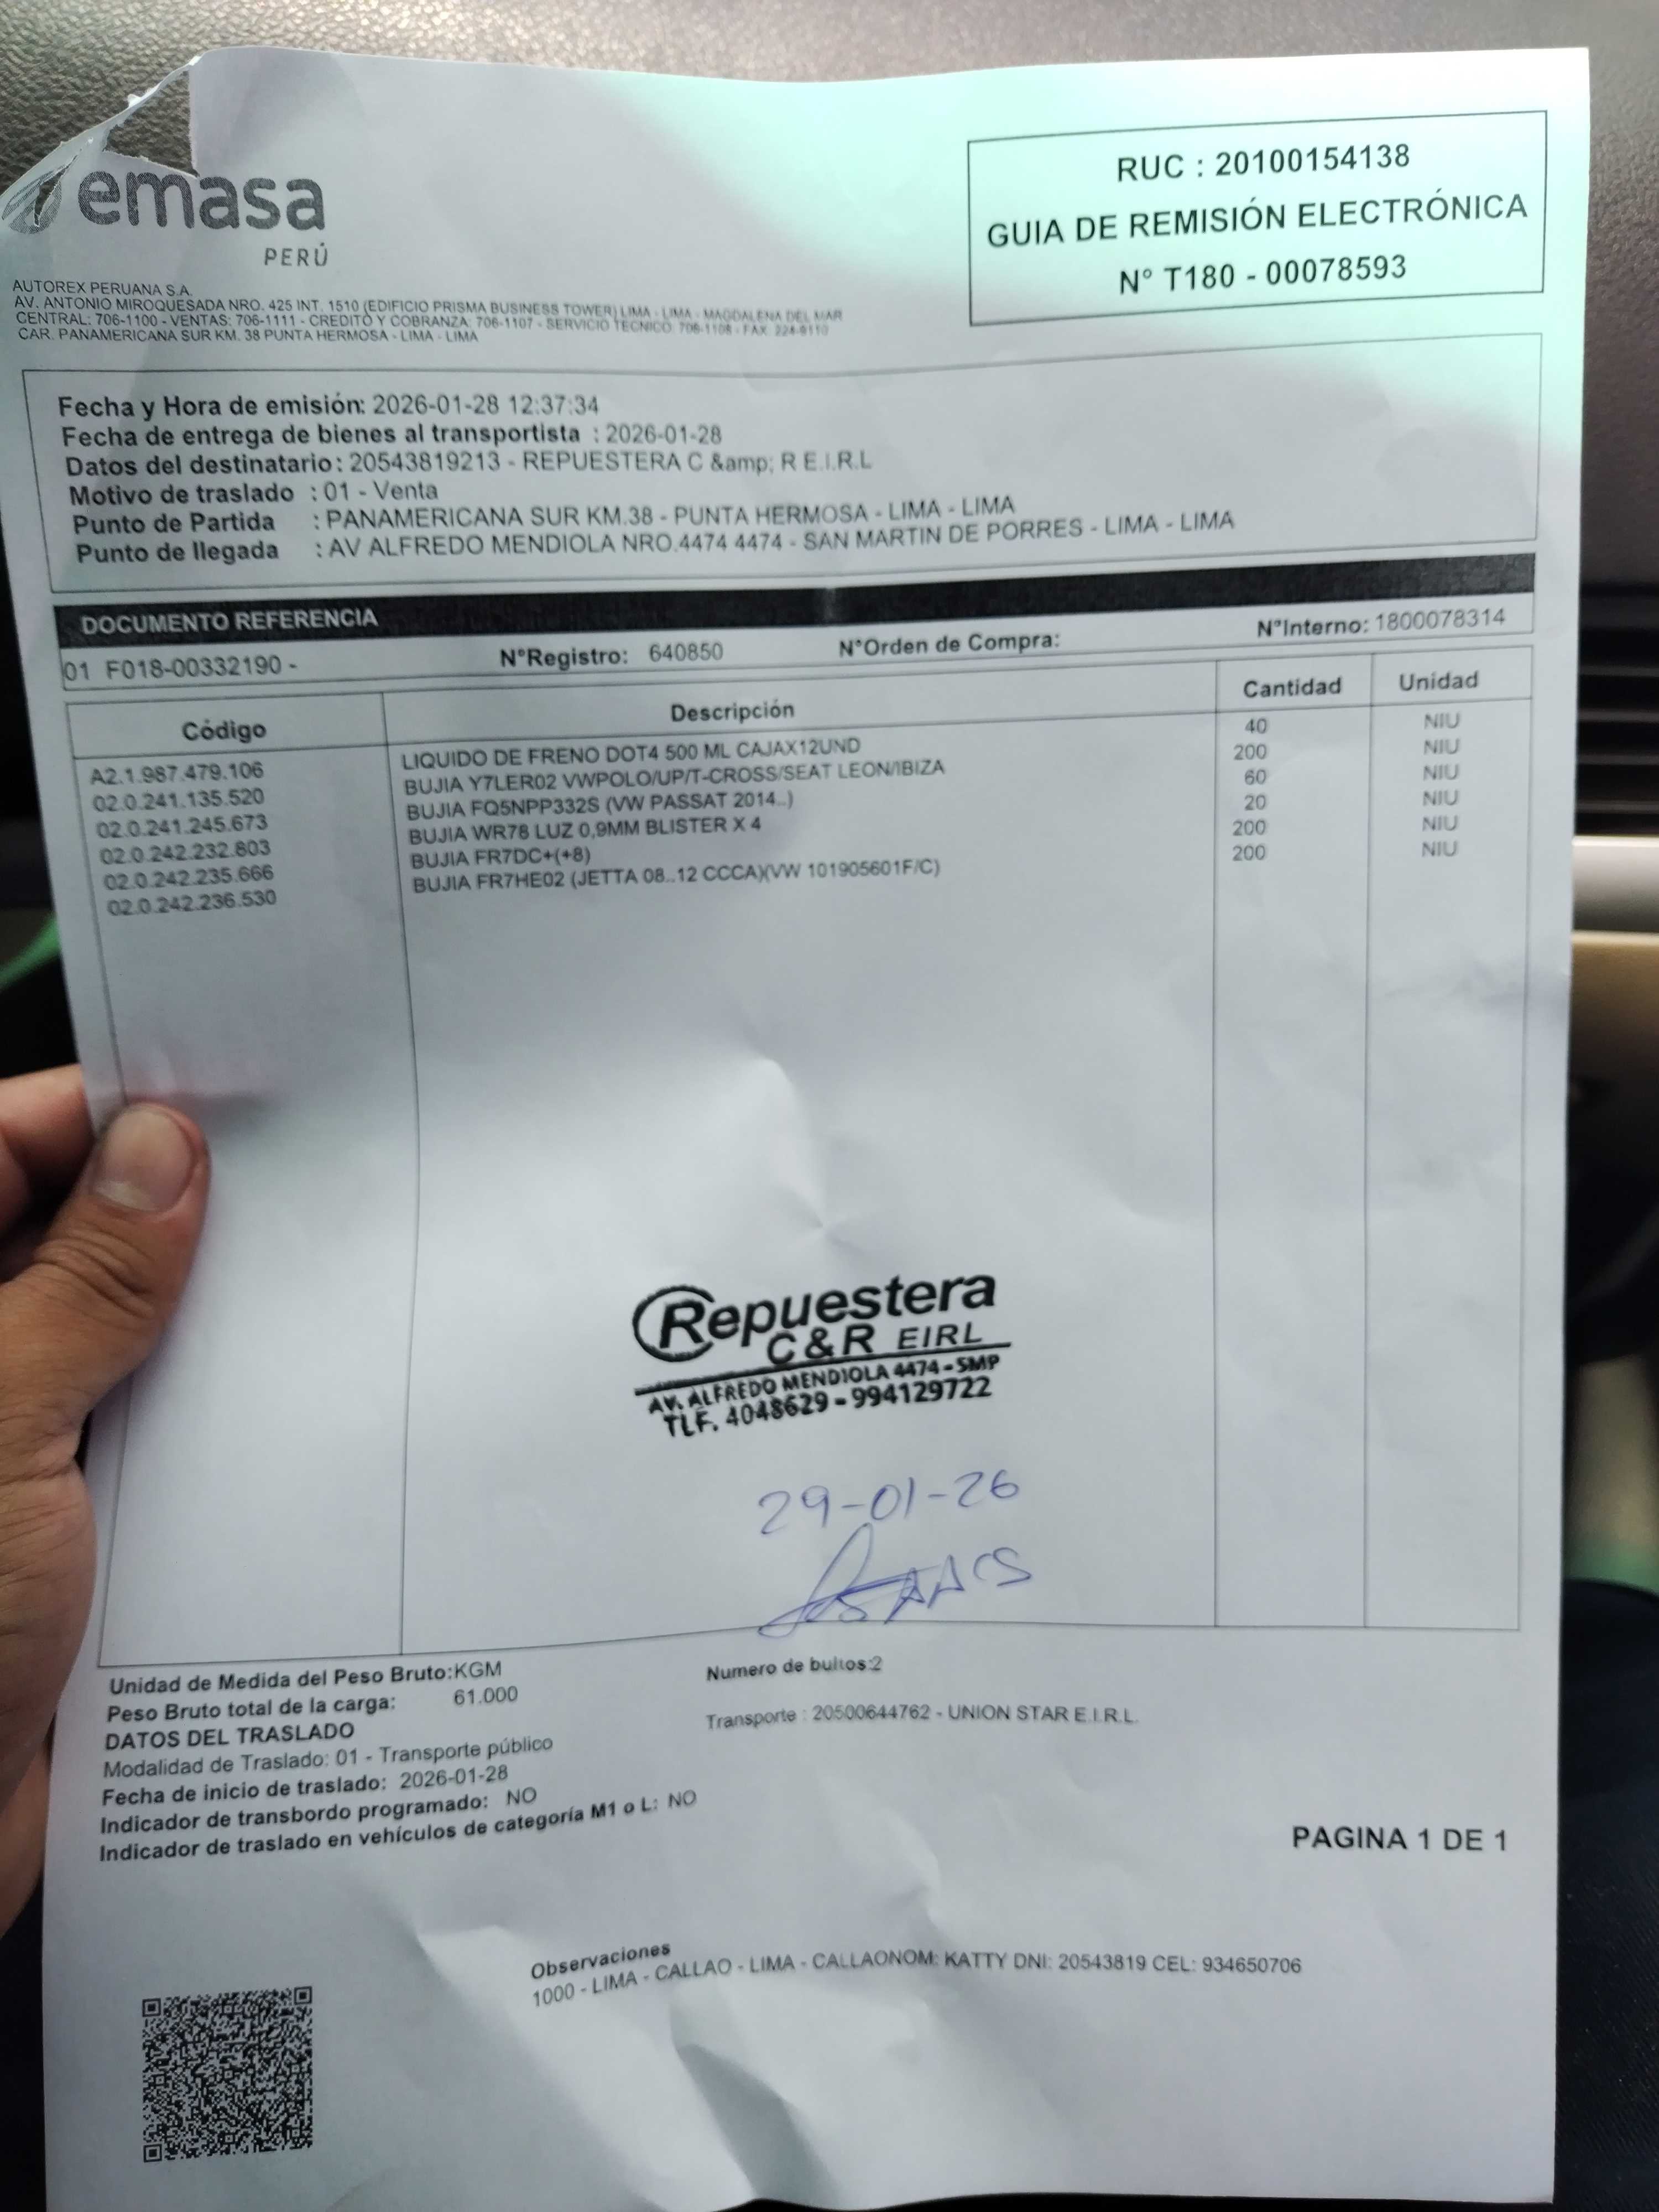 emasa
PERÚ
RUC : 20100154138
GUIA DE REMISIÓN ELECTRÓNICA
N° T180 - 00078593
AUTOREX PERUANA S.A.
AV. ANTONIO MIROQUESADA NRO. 425 INT. 1510 (EDIFICIO PRISMA BUSINESS TOWER) LIMA - LIMA - MAGDALENA DEL MAR
CENTRAL: 706-1100 - VENTAS: 706-1111 - CREDITO Y COBRANZA: 706-1107 - SERVICIO TECNICO: 706-1108 - FAX: 224-9110
CAR. PANAMERICANA SUR KM. 38 PUNTA HERMOSA - LIMA - LIMA
Fecha y Hora de emisión: 2026-01-28 12:37:34
Fecha de entrega de bienes al transportista : 2026-01-28
Datos del destinatario: 20543819213 - REPUESTERA C &amp; R E.I.R.L
Motivo de traslado : 01 - Venta
Punto de Partida : PANAMERICANA SUR KM.38 - PUNTA HERMOSA - LIMA - LIMA
Punto de llegada : AV ALFREDO MENDIOLA NRO.4474 4474 - SAN MARTIN DE PORRES - LIMA - LIMA
DOCUMENTO REFERENCIA
01 F018-00332190 - N°Registro: 640850 N°Orden de Compra: N°Interno: 1800078314
Código Descripción Cantidad Unidad
A2.1.987.479.106 LIQUIDO DE FRENO DOT4 500 ML CAJAX12UND 40 NIU
02.0.241.135.520 BUJIA Y7LER02 VWPOLO/UP/T-CROSS/SEAT LEON/IBIZA 200 NIU
02.0.241.245.673 BUJIA FQ5NPP332S (VW PASSAT 2014..) 60 NIU
02.0.242.232.803 BUJIA WR78 LUZ 0,9MM BLISTER X 4 20 NIU
02.0.242.235.666 BUJIA FR7DC+(+8) 200 NIU
02.0.242.236.530 BUJIA FR7HE02 (JETTA 08..12 CCCA)(VW 101905601F/C) 200 NIU
Repuestera
C&R EIRL
AV. ALFREDO MENDIOLA 4474-SMP
TLF. 4048629 - 994129722
29-01-26
Unidad de Medida del Peso Bruto:KGM Numero de bultos:2
Peso Bruto total de la carga: 61.000
DATOS DEL TRASLADO Transporte : 20500644762 - UNION STAR E.I.R.L.
Modalidad de Traslado: 01 - Transporte público
Fecha de inicio de traslado: 2026-01-28
Indicador de transbordo programado: NO
Indicador de traslado en vehículos de categoría M1 o L: NO
PAGINA 1 DE 1
Observaciones
1000 - LIMA - CALLAO - LIMA - CALLAONOM: KATTY DNI: 20543819 CEL: 934650706